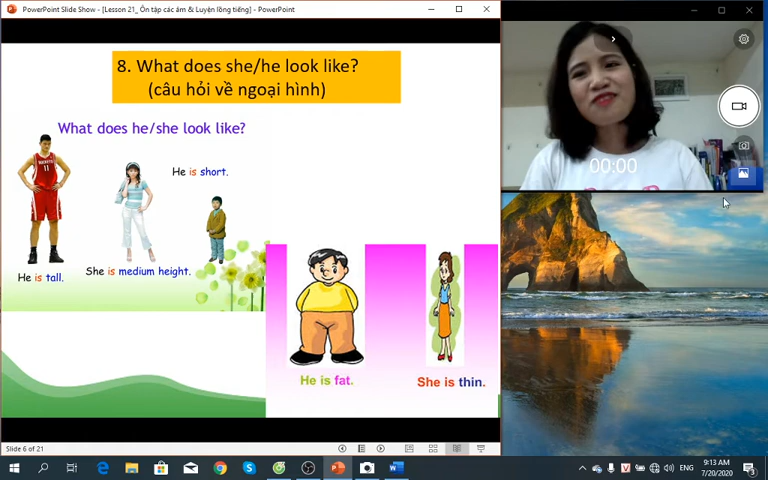 PowerPoint Slide Show - [Lesson 21_ Ôn tập các âm & Luyện lồng tiếng] - PowerPoint
8. What does she/he look like?
(câu hỏi về ngoại hình)
What does he/she look like?
11
He is short.
She is medium height.
He is tall.
He is fat.
She is thin.
00:00
Slide 6 of 21
ENG
9:13 AM
7/20/2020